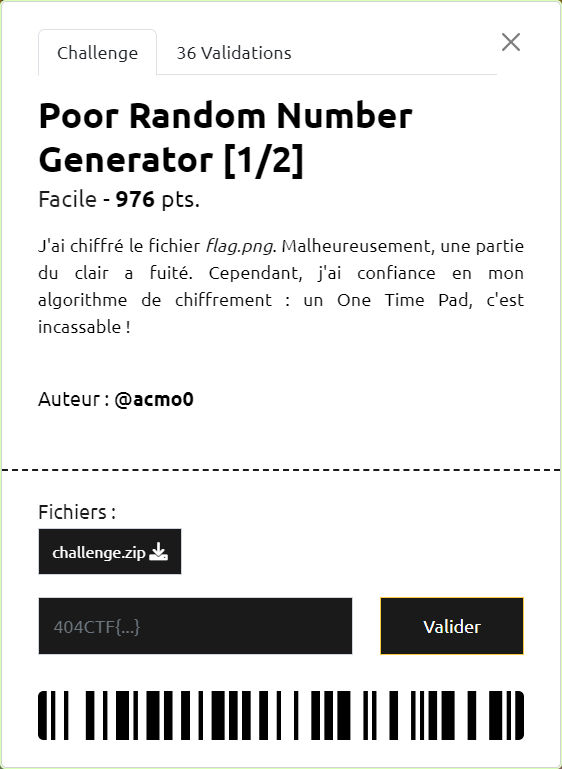 Challenge
36 Validations
Poor Random Number
Generator [1/2]
Facile - 976 pts.
J'ai chiffré le fichier flag.png. Malheureusement, une partie
du clair a fuité. Cependant, j'ai confiance en mon
algorithme de chiffrement : un One Time Pad, c'est
incassable !
Auteur : @acmo0
Fichiers :
challenge.zip
404CTF{...}
Valider